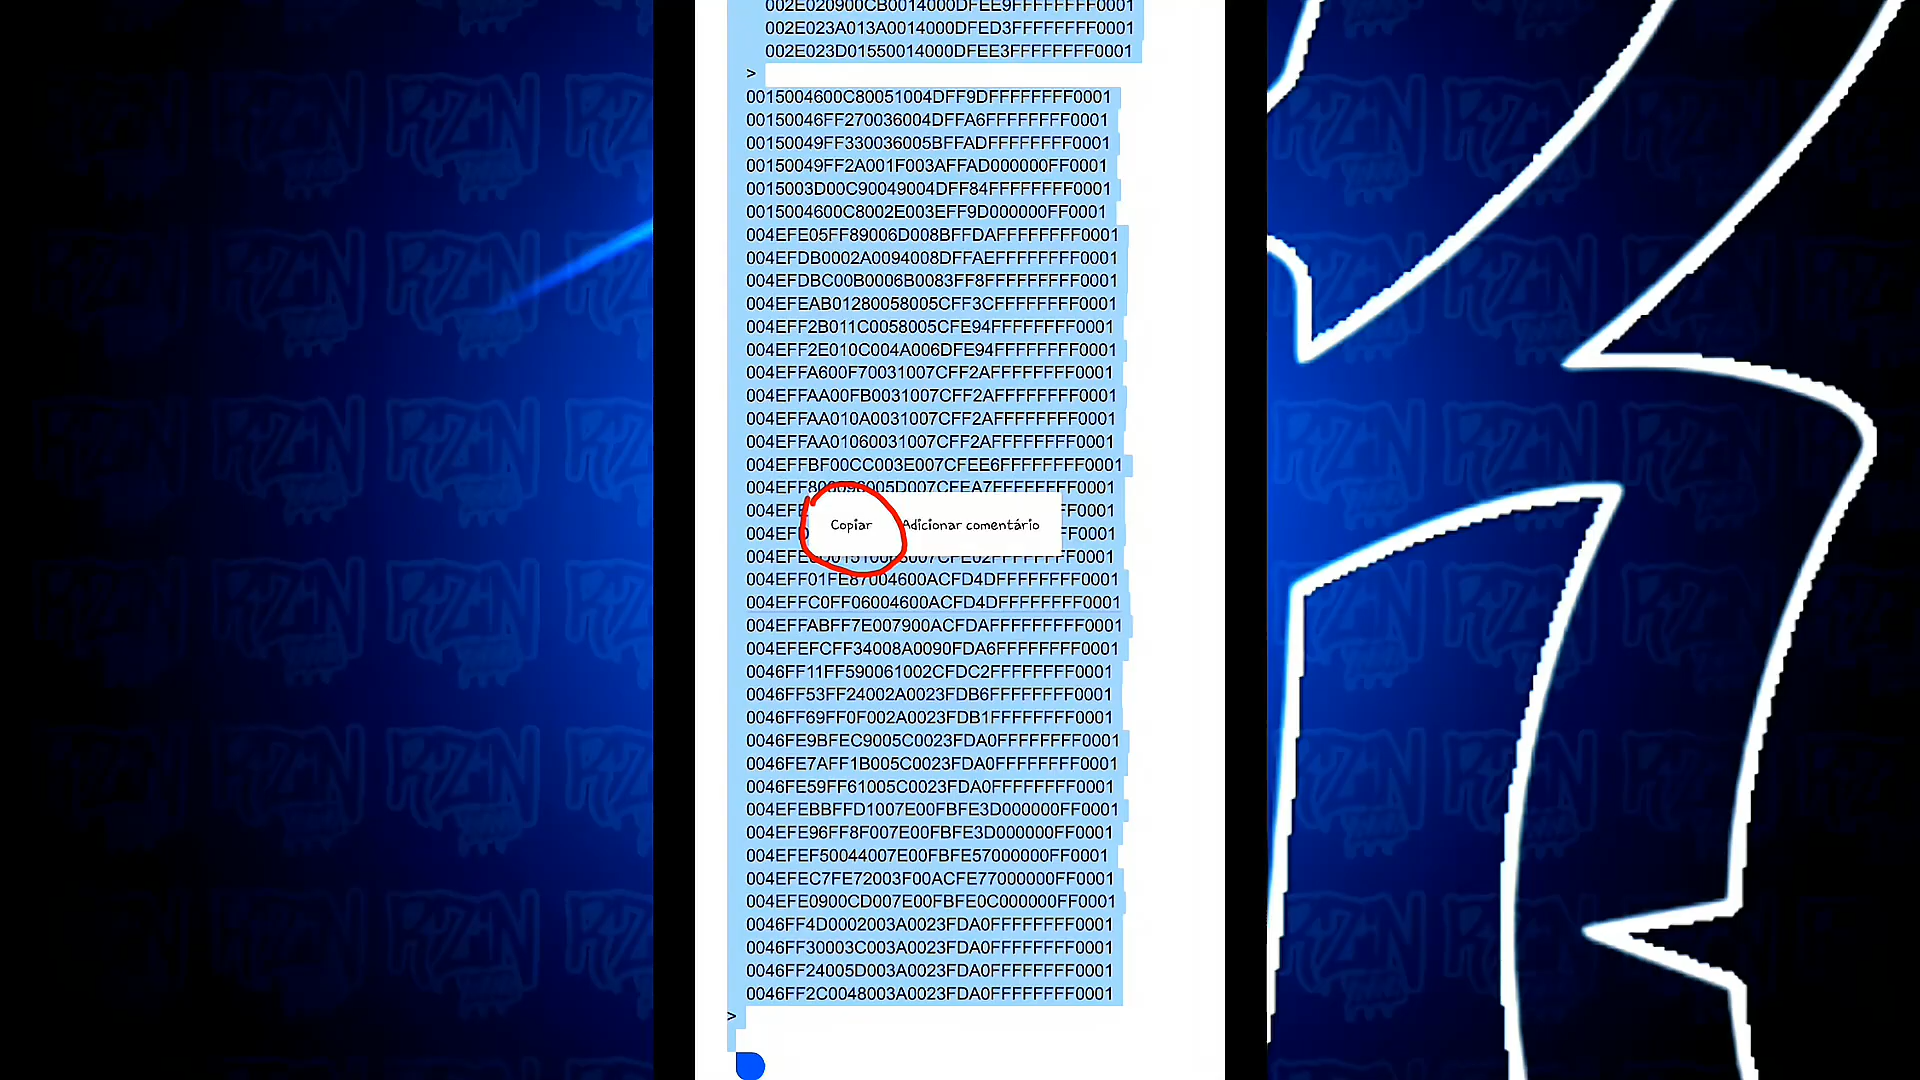 002E020900CB0014000DFEE9FFFFFFFF0001
002E023A013A0014000DFED3FFFFFFFF0001
002E023D01550014000DFEE3FFFFFFFF0001
>
0015004600C80051004DFF9DFFFFFFFF0001
00150046FF270036004DFFA6FFFFFFFF0001
00150049FF330036005BFFADFFFFFFFF0001
00150049FF2A001F003AFFAD000000FF0001
0015003D00C90049004DFF84FFFFFFFF0001
0015004600C8002E003EFF9D000000FF0001
004EFE05FF89006D008BFFDAFFFFFFFF0001
004EFDB0002A0094008DFFAEFFFFFFFF0001
004EFDBC00B0006B0083FF8FFFFFFFFF0001
004EFEAB01280058005CFF3CFFFFFFFF0001
004EFF2B011C0058005CFE94FFFFFFFF0001
004EFF2E010C004A006DFE94FFFFFFFF0001
004EFFA600F70031007CFF2AFFFFFFFF0001
004EFFAA00FB0031007CFF2AFFFFFFFF0001
004EFFAA010A0031007CFF2AFFFFFFFF0001
004EFFAA01060031007CFF2AFFFFFFFF0001
004EFFBF00CC003E007CFEE6FFFFFFFF0001
Copiar Adicionar comentário
004EFF01FE87004600ACFD4DFFFFFFFF0001
004EFFC0FF06004600ACFD4DFFFFFFFF0001
004EFFABFF7E007900ACFDAFFFFFFFFF0001
004EFEFCFF34008A0090FDA6FFFFFFFF0001
0046FF11FF590061002CFDC2FFFFFFFF0001
0046FF53FF24002A0023FDB6FFFFFFFF0001
0046FF69FF0F002A0023FDB1FFFFFFFF0001
0046FE9BFEC9005C0023FDA0FFFFFFFF0001
0046FE7AFF1B005C0023FDA0FFFFFFFF0001
0046FE59FF61005C0023FDA0FFFFFFFF0001
004EFEBBFFD1007E00FBFE3D000000FF0001
004EFE96FF8F007E00FBFE3D000000FF0001
004EFEF50044007E00FBFE57000000FF0001
004EFEC7FE72003F00ACFE77000000FF0001
004EFE0900CD007E00FBFE0C000000FF0001
0046FF4D0002003A0023FDA0FFFFFFFF0001
0046FF30003C003A0023FDA0FFFFFFFF0001
0046FF24005D003A0023FDA0FFFFFFFF0001
0046FF2C0048003A0023FDA0FFFFFFFF0001
>